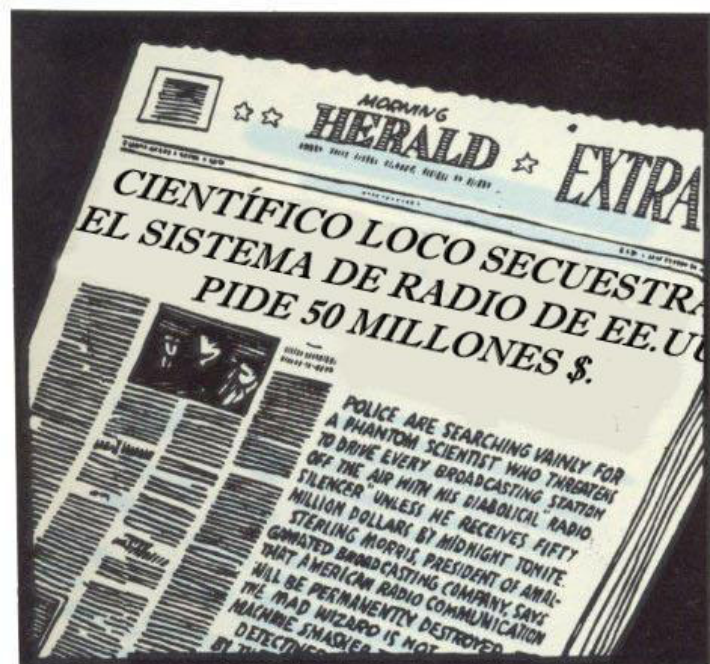 MORNING
HERALD
EXTRA
CIENTÍFICO LOCO SECUESTRA
EL SISTEMA DE RADIO DE EE.UU
PIDE 50 MILLONES $.
POLICE ARE SEARCHING VAINLY FOR
A PHANTOM SCIENTIST WHO THREATENS
TO DRIVE EVERY BROADCASTING STATION
OFF THE AIR WITH HIS DIABOLICAL "RADIO
SILENCER" UNLESS HE RECEIVES FIFTY
MILLION DOLLARS BY MIDNIGHT TONITE.
STERLING MORRIS, PRESIDENT OF AMAL-
GAMATED BROADCASTING COMPANY, SAYS
THAT AMERICAN RADIO COMMUNICATION
WILL BE PERMANENTLY DESTROYED
THE MAD WIZARD IS NOT
MACHINE SMASHED
DETECTIVES
BY